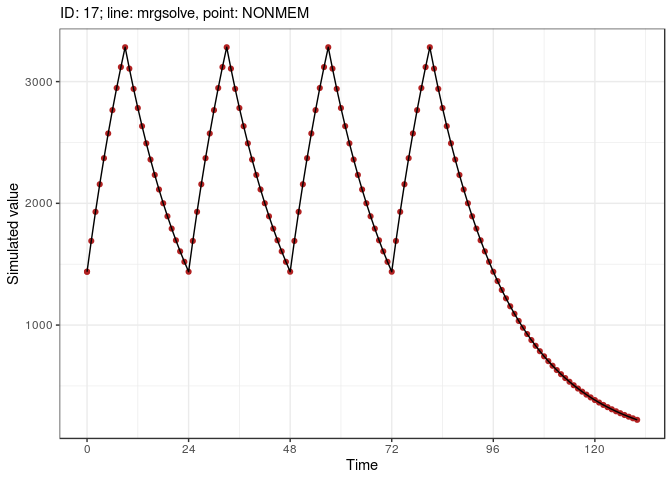 ID: 17; line: mrgsolve, point: NONMEM
Simulated value
3000
2000
1000
0 24 48 72 96 120
Time